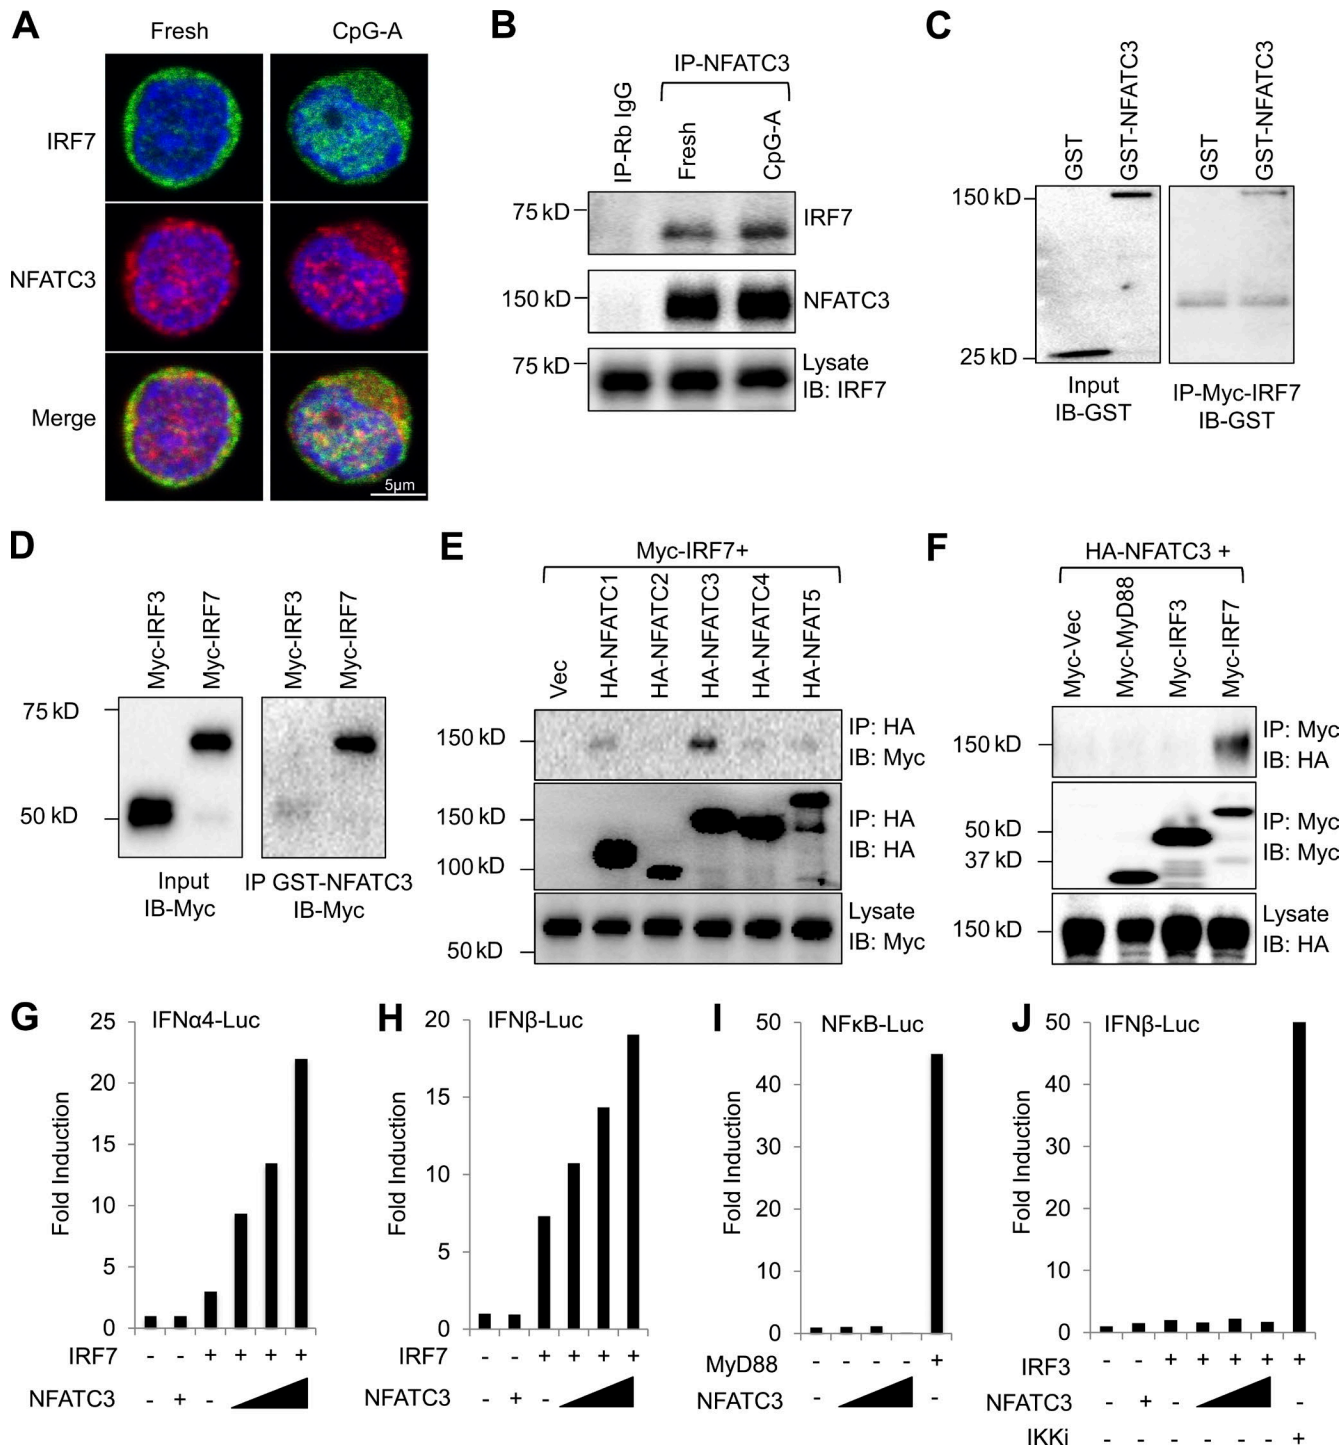 A
Fresh
CpG-A
IRF7
NFATC3
Merge
5µm
B
IP-NFATC3
IP-Rb IgG
Fresh
CpG-A
75 kD
IRF7
150 kD
NFATC3
75 kD
Lysate
IB: IRF7
C
GST
GST-NFATC3
GST
GST-NFATC3
150 kD
25 kD
Input
IB-GST
IP-Myc-IRF7
IB-GST
D
Myc-IRF3
Myc-IRF7
Myc-IRF3
Myc-IRF7
75 kD
50 kD
Input
IB-Myc
IP GST-NFATC3
IB-Myc
E
Myc-IRF7+
Vec
HA-NFATC1
HA-NFATC2
HA-NFATC3
HA-NFATC4
HA-NFAT5
150 kD
IP: HA
IB: Myc
150 kD
100 kD
IP: HA
IB: HA
50 kD
Lysate
IB: Myc
F
HA-NFATC3 +
Myc-Vec
Myc-MyD88
Myc-IRF3
Myc-IRF7
150 kD
IP: Myc
IB: HA
50 kD
37 kD
IP: Myc
IB: Myc
150 kD
Lysate
IB: HA
G
IFNα4-Luc
Fold Induction
25
20
15
10
5
0
IRF7 - - + + + +
NFATC3 - + -
H
IFNβ-Luc
Fold Induction
20
15
10
5
0
IRF7 - - + + + +
NFATC3 - + -
I
NFκB-Luc
Fold Induction
50
40
30
20
10
0
MyD88 - - - - +
NFATC3 - -
J
IFNβ-Luc
Fold Induction
50
40
30
20
10
0
IRF3 - - + + + + +
NFATC3 - + - -
IKKi - - - - - - +